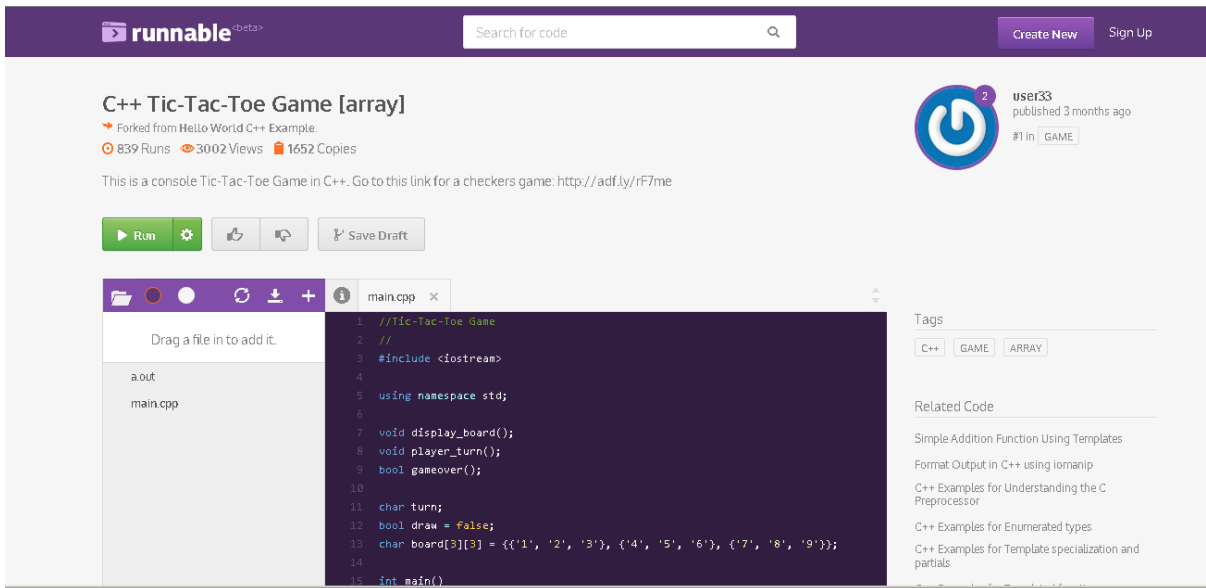 runnable<beta>
Search for code
Create New
Sign Up
C++ Tic-Tac-Toe Game [array]
Forked from Hello World C++ Example.
839 Runs 3002 Views 1652 Copies
This is a console Tic-Tac-Toe Game in C++. Go to this link for a checkers game: http://adf.ly/rF7me
2
user33
published 3 months ago
#1 in GAME
Run
Save Draft
Drag a file in to add it.
a.out
main.cpp
main.cpp
1 //Tic-Tac-Toe Game
2 //
3 #include <iostream>
4
5 using namespace std;
6
7 void display_board();
8 void player_turn();
9 bool gameover();
10
11 char turn;
12 bool draw = false;
13 char board[3][3] = {{'1', '2', '3'}, {'4', '5', '6'}, {'7', '8', '9'}};
14
15 int main()
Tags
C++ GAME ARRAY
Related Code
Simple Addition Function Using Templates
Format Output in C++ using iomanip
C++ Examples for Understanding the C
Preprocessor
C++ Examples for Enumerated types
C++ Examples for Template specialization and
partials